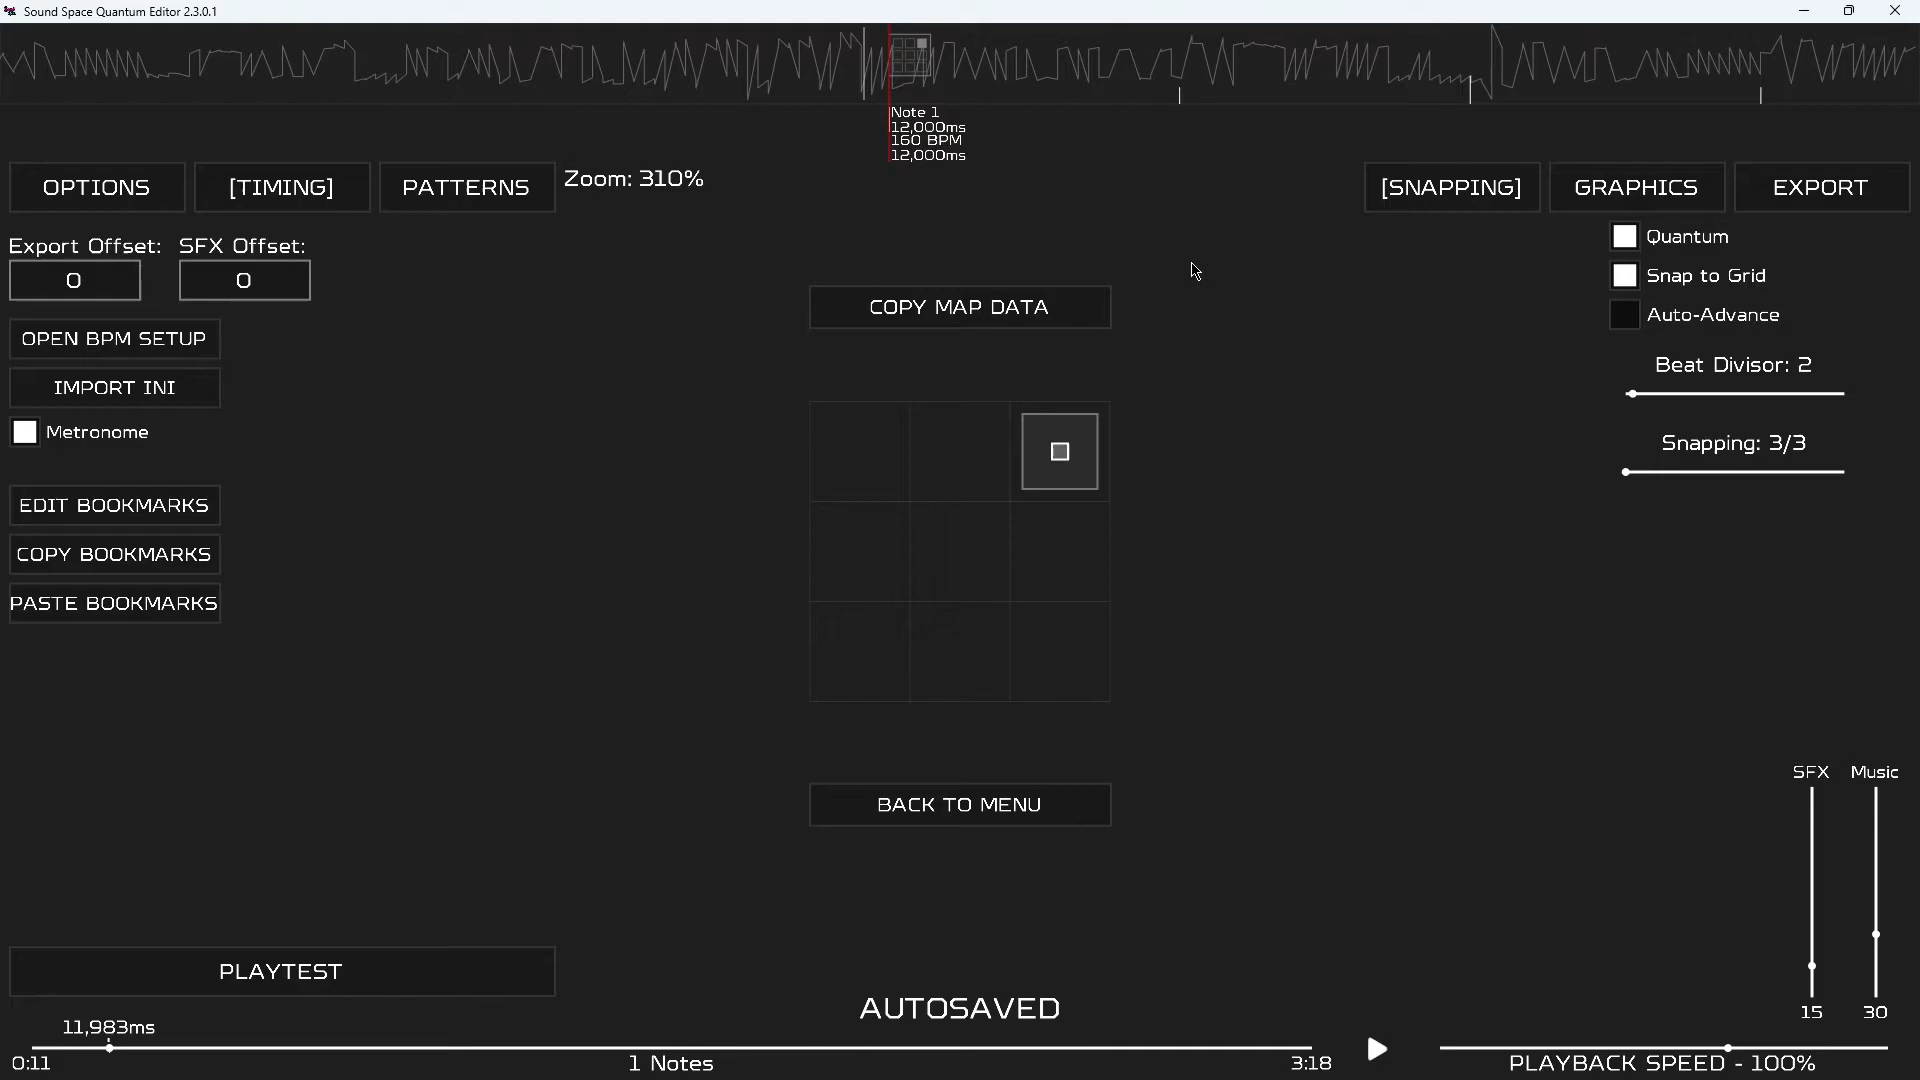 Sound Space Quantum Editor 2.3.0.1
Note 1
12,000ms
160 BPM
12,000ms
OPTIONS
[TIMING]
PATTERNS
Zoom: 310%
[SNAPPING]
GRAPHICS
EXPORT
Export Offset:
SFX Offset:
0
0
OPEN BPM SETUP
IMPORT INI
Metronome
EDIT BOOKMARKS
COPY BOOKMARKS
PASTE BOOKMARKS
COPY MAP DATA
BACK TO MENU
Quantum
Snap to Grid
Auto-Advance
Beat Divisor: 2
Snapping: 3/3
SFX
Music
15
30
PLAYTEST
AUTOSAVED
11,983ms
0:11
1 Notes
3:18
PLAYBACK SPEED - 100%